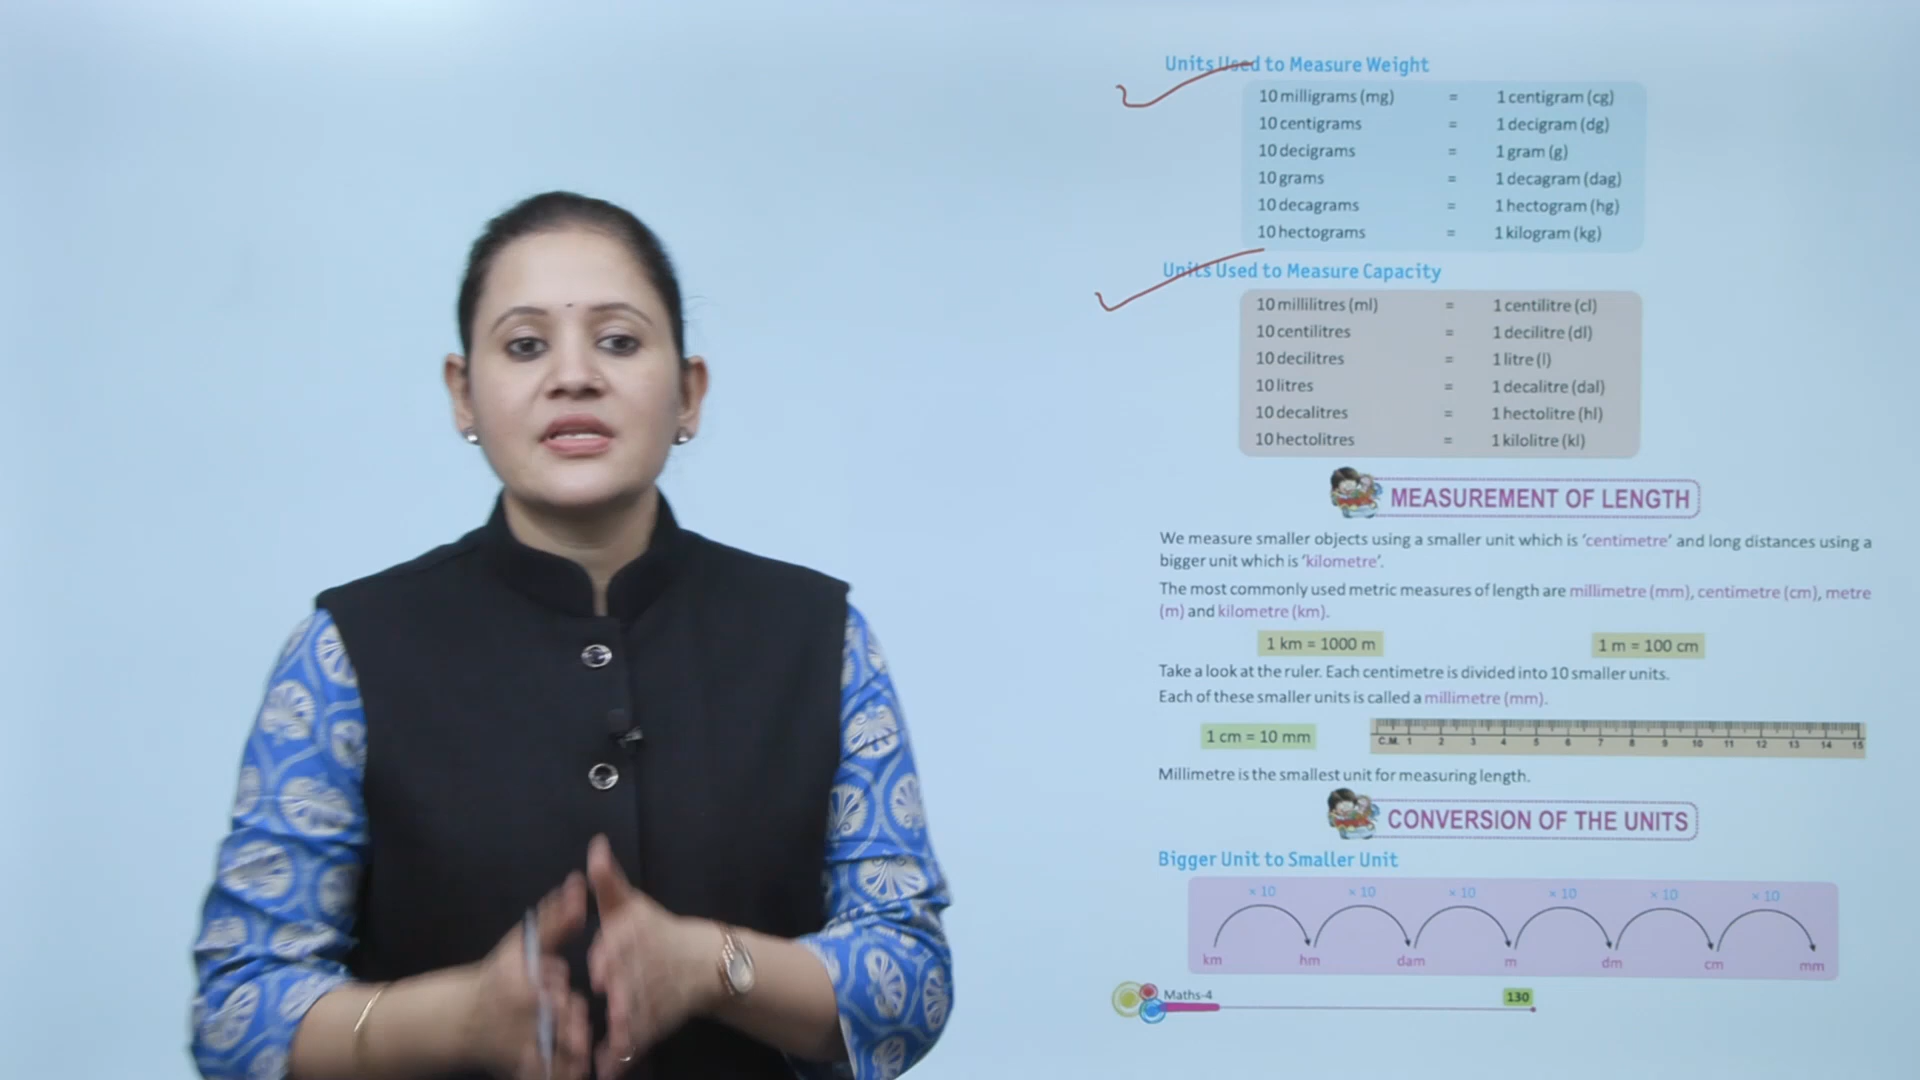 Units Used to Measure Weight
10 milligrams (mg) = 1 centigram (cg)
10 centigrams = 1 decigram (dg)
10 decigrams = 1 gram (g)
10 grams = 1 decagram (dag)
10 decagrams = 1 hectogram (hg)
10 hectograms = 1 kilogram (kg)
Units Used to Measure Capacity
10 millilitres (ml) = 1 centilitre (cl)
10 centilitres = 1 decilitre (dl)
10 decilitres = 1 litre (l)
10 litres = 1 decalitre (dal)
10 decalitres = 1 hectolitre (hl)
10 hectolitres = 1 kilolitre (kl)
MEASUREMENT OF LENGTH
We measure smaller objects using a smaller unit which is ‘centimetre’ and long distances using a
bigger unit which is ‘kilometre’.
The most commonly used metric measures of length are millimetre (mm), centimetre (cm), metre
(m) and kilometre (km).
1 km = 1000 m 1 m = 100 cm
Take a look at the ruler. Each centimetre is divided into 10 smaller units.
Each of these smaller units is called a millimetre (mm).
1 cm = 10 mm
C.M. 1 2 3 4 5 6 7 8 9 10 11 12 13 14 15
Millimetre is the smallest unit for measuring length.
CONVERSION OF THE UNITS
Bigger Unit to Smaller Unit
× 10 × 10 × 10 × 10 × 10 × 10
km hm dam m dm cm mm
Maths-4 130